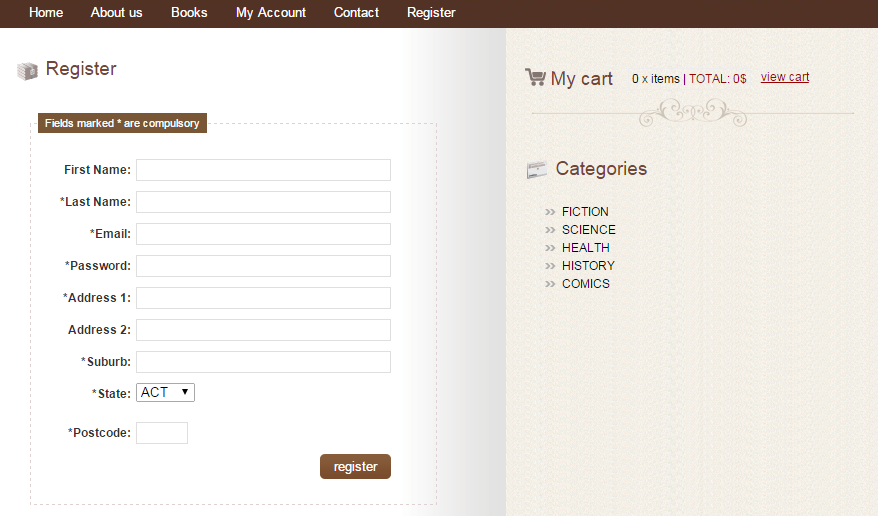 Home About us Books My Account Contact Register
Register
Fields marked * are compulsory
First Name:
*Last Name:
*Email:
*Password:
*Address 1:
Address 2:
*Suburb:
*State: ACT
*Postcode:
register
My cart 0 x items | TOTAL: 0$ view cart
Categories
FICTION
SCIENCE
HEALTH
HISTORY
COMICS